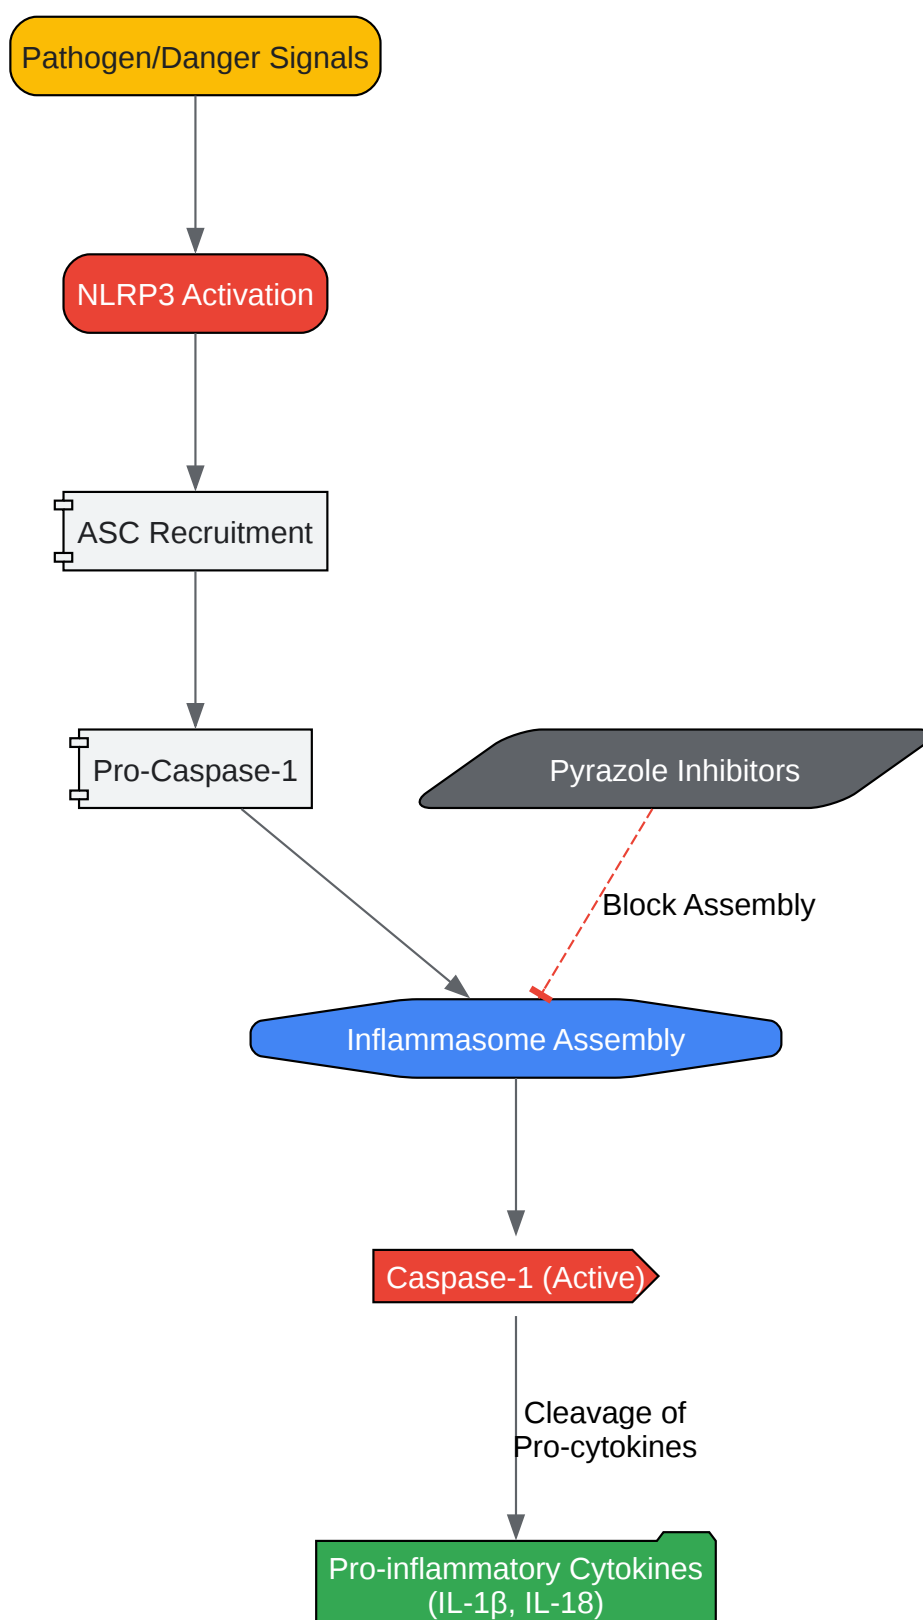 Pathogen/Danger Signals
NLRP3 Activation
ASC Recruitment
Pro-Caspase-1
Pyrazole Inhibitors
Block Assembly
Inflammasome Assembly
Caspase-1 (Active)
Cleavage of
Pro-cytokines
Pro-inflammatory Cytokines
(IL-1β, IL-18)